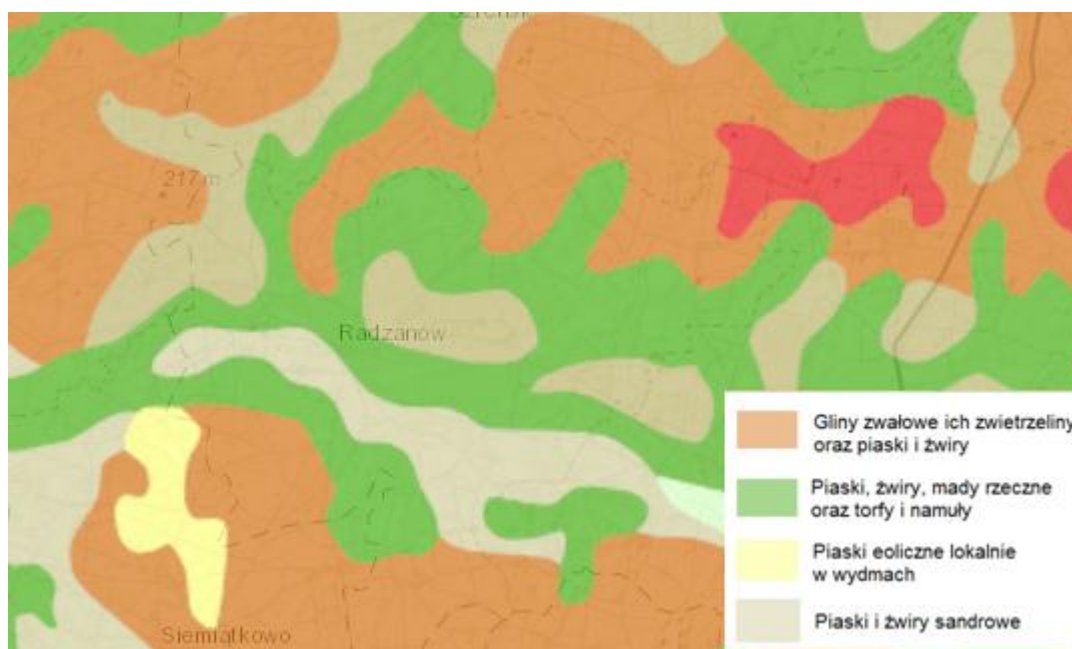 217 m
Radzanów
Gliny zwałowe ich zwietrzeliny
oraz piaski i żwiry
Piaski, żwiry, mady rzeczne
oraz torfy i namuły
Piaski eoliczne lokalnie
w wydmach
Piaski i żwiry sandrowe
Siemiątkowo